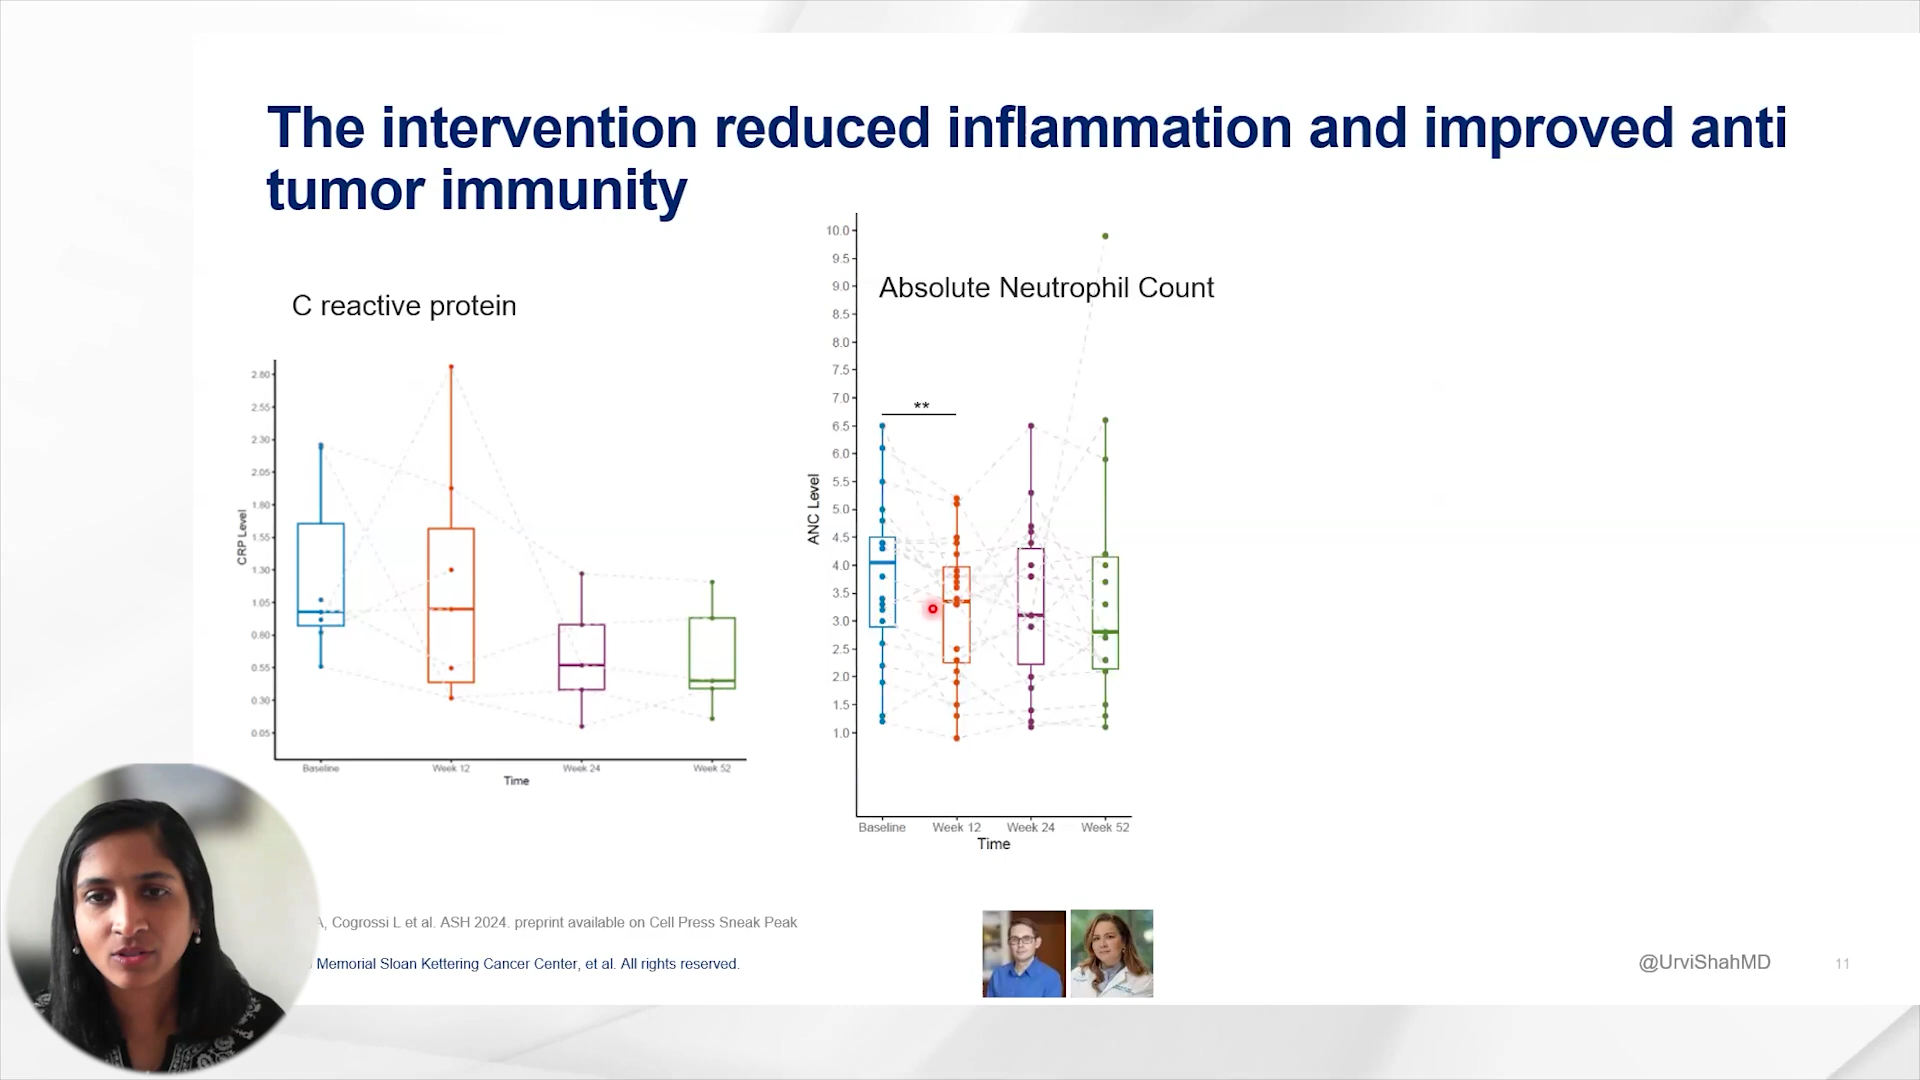 The intervention reduced inflammation and improved anti
tumor immunity
C reactive protein
CRP Level
2.80
2.55
2.30
2.05
1.80
1.55
1.30
1.05
0.80
0.55
0.30
0.05
Baseline Week 12 Week 24 Week 52
Time
Absolute Neutrophil Count
ANC Level
10.0
9.5
9.0
8.5
8.0
7.5
7.0
6.5
6.0
5.5
5.0
4.5
4.0
3.5
3.0
2.5
2.0
1.5
1.0
**
Baseline Week 12 Week 24 Week 52
Time
A, Cogrossi L et al. ASH 2024. preprint available on Cell Press Sneak Peak
Memorial Sloan Kettering Cancer Center, et al. All rights reserved.
@UrviShahMD 11